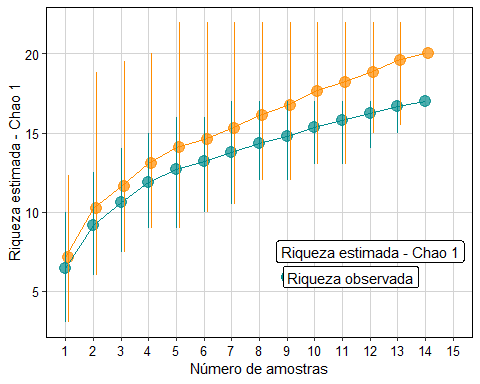 Riqueza estimada - Chao 1
20
15
10
5
Riqueza estimada - Chao 1
Riqueza observada
1 2 3 4 5 6 7 8 9 10 11 12 13 14 15
Número de amostras